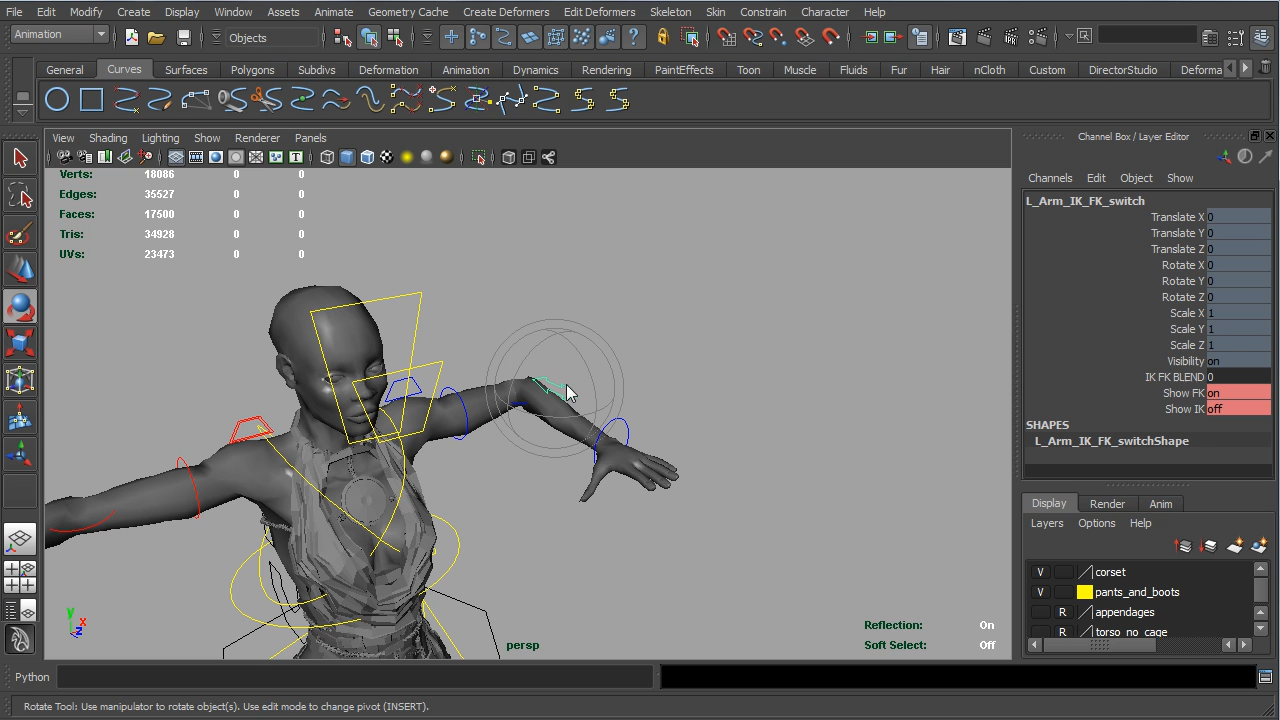 File Edit Modify Create Display Window Assets Animate Geometry Cache Create Deformers Edit Deformers Skeleton Skin Constrain Character Help
Animation Objects
General Curves Surfaces Polygons Subdivs Deformation Animation Dynamics Rendering PaintEffects Toon Muscle Fluids Fur Hair nCloth Custom DirectorStudio Deforma
View Shading Lighting Show Renderer Panels
Verts: 18086 0 0
Edges: 35527 0 0
Faces: 17500 0 0
Tris: 34928 0 0
UVs: 23473 0 0
y
x
z
persp
Reflection: On
Soft Select: Off
Channel Box / Layer Editor
Channels Edit Object Show
L_Arm_IK_FK_switch
Translate X 0
Translate Y 0
Translate Z 0
Rotate X 0
Rotate Y 0
Rotate Z 0
Scale X 1
Scale Y 1
Scale Z 1
Visibility on
IK FK BLEND 0
Show FK on
Show IK off
SHAPES
L_Arm_IK_FK_switchShape
Display Render Anim
Layers Options Help
V corset
V pants_and_boots
R appendages
R torso_no_cage
Python
Rotate Tool: Use manipulator to rotate object(s). Use edit mode to change pivot (INSERT).